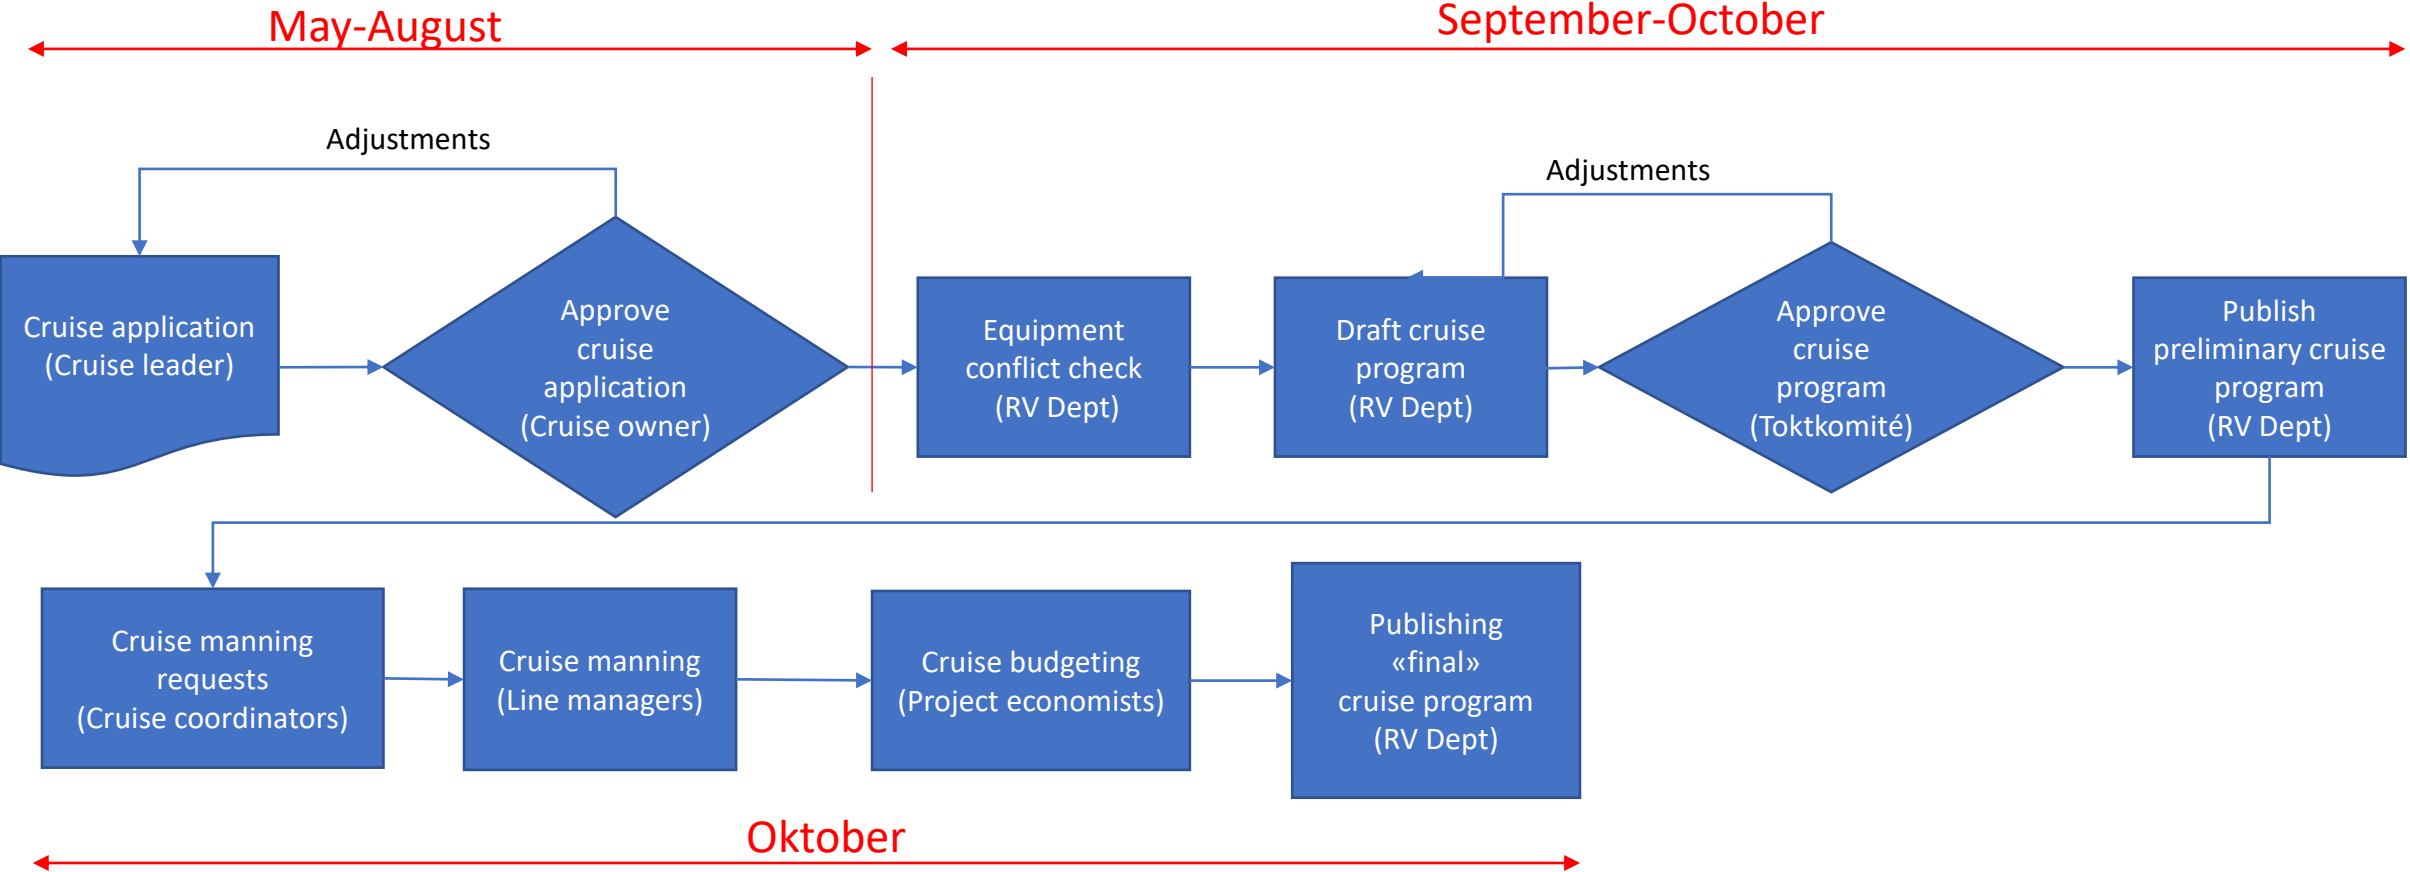 May-August
September-October
Adjustments
Adjustments
Cruise application
(Cruise leader)
Approve
cruise
application
(Cruise owner)
Equipment
conflict check
(RV Dept)
Draft cruise
program
(RV Dept)
Approve
cruise
program
(Toktkomité)
Publish
preliminary cruise
program
(RV Dept)
Cruise manning
requests
(Cruise coordinators)
Cruise manning
(Line managers)
Cruise budgeting
(Project economists)
Publishing
«final»
cruise program
(RV Dept)
Oktober